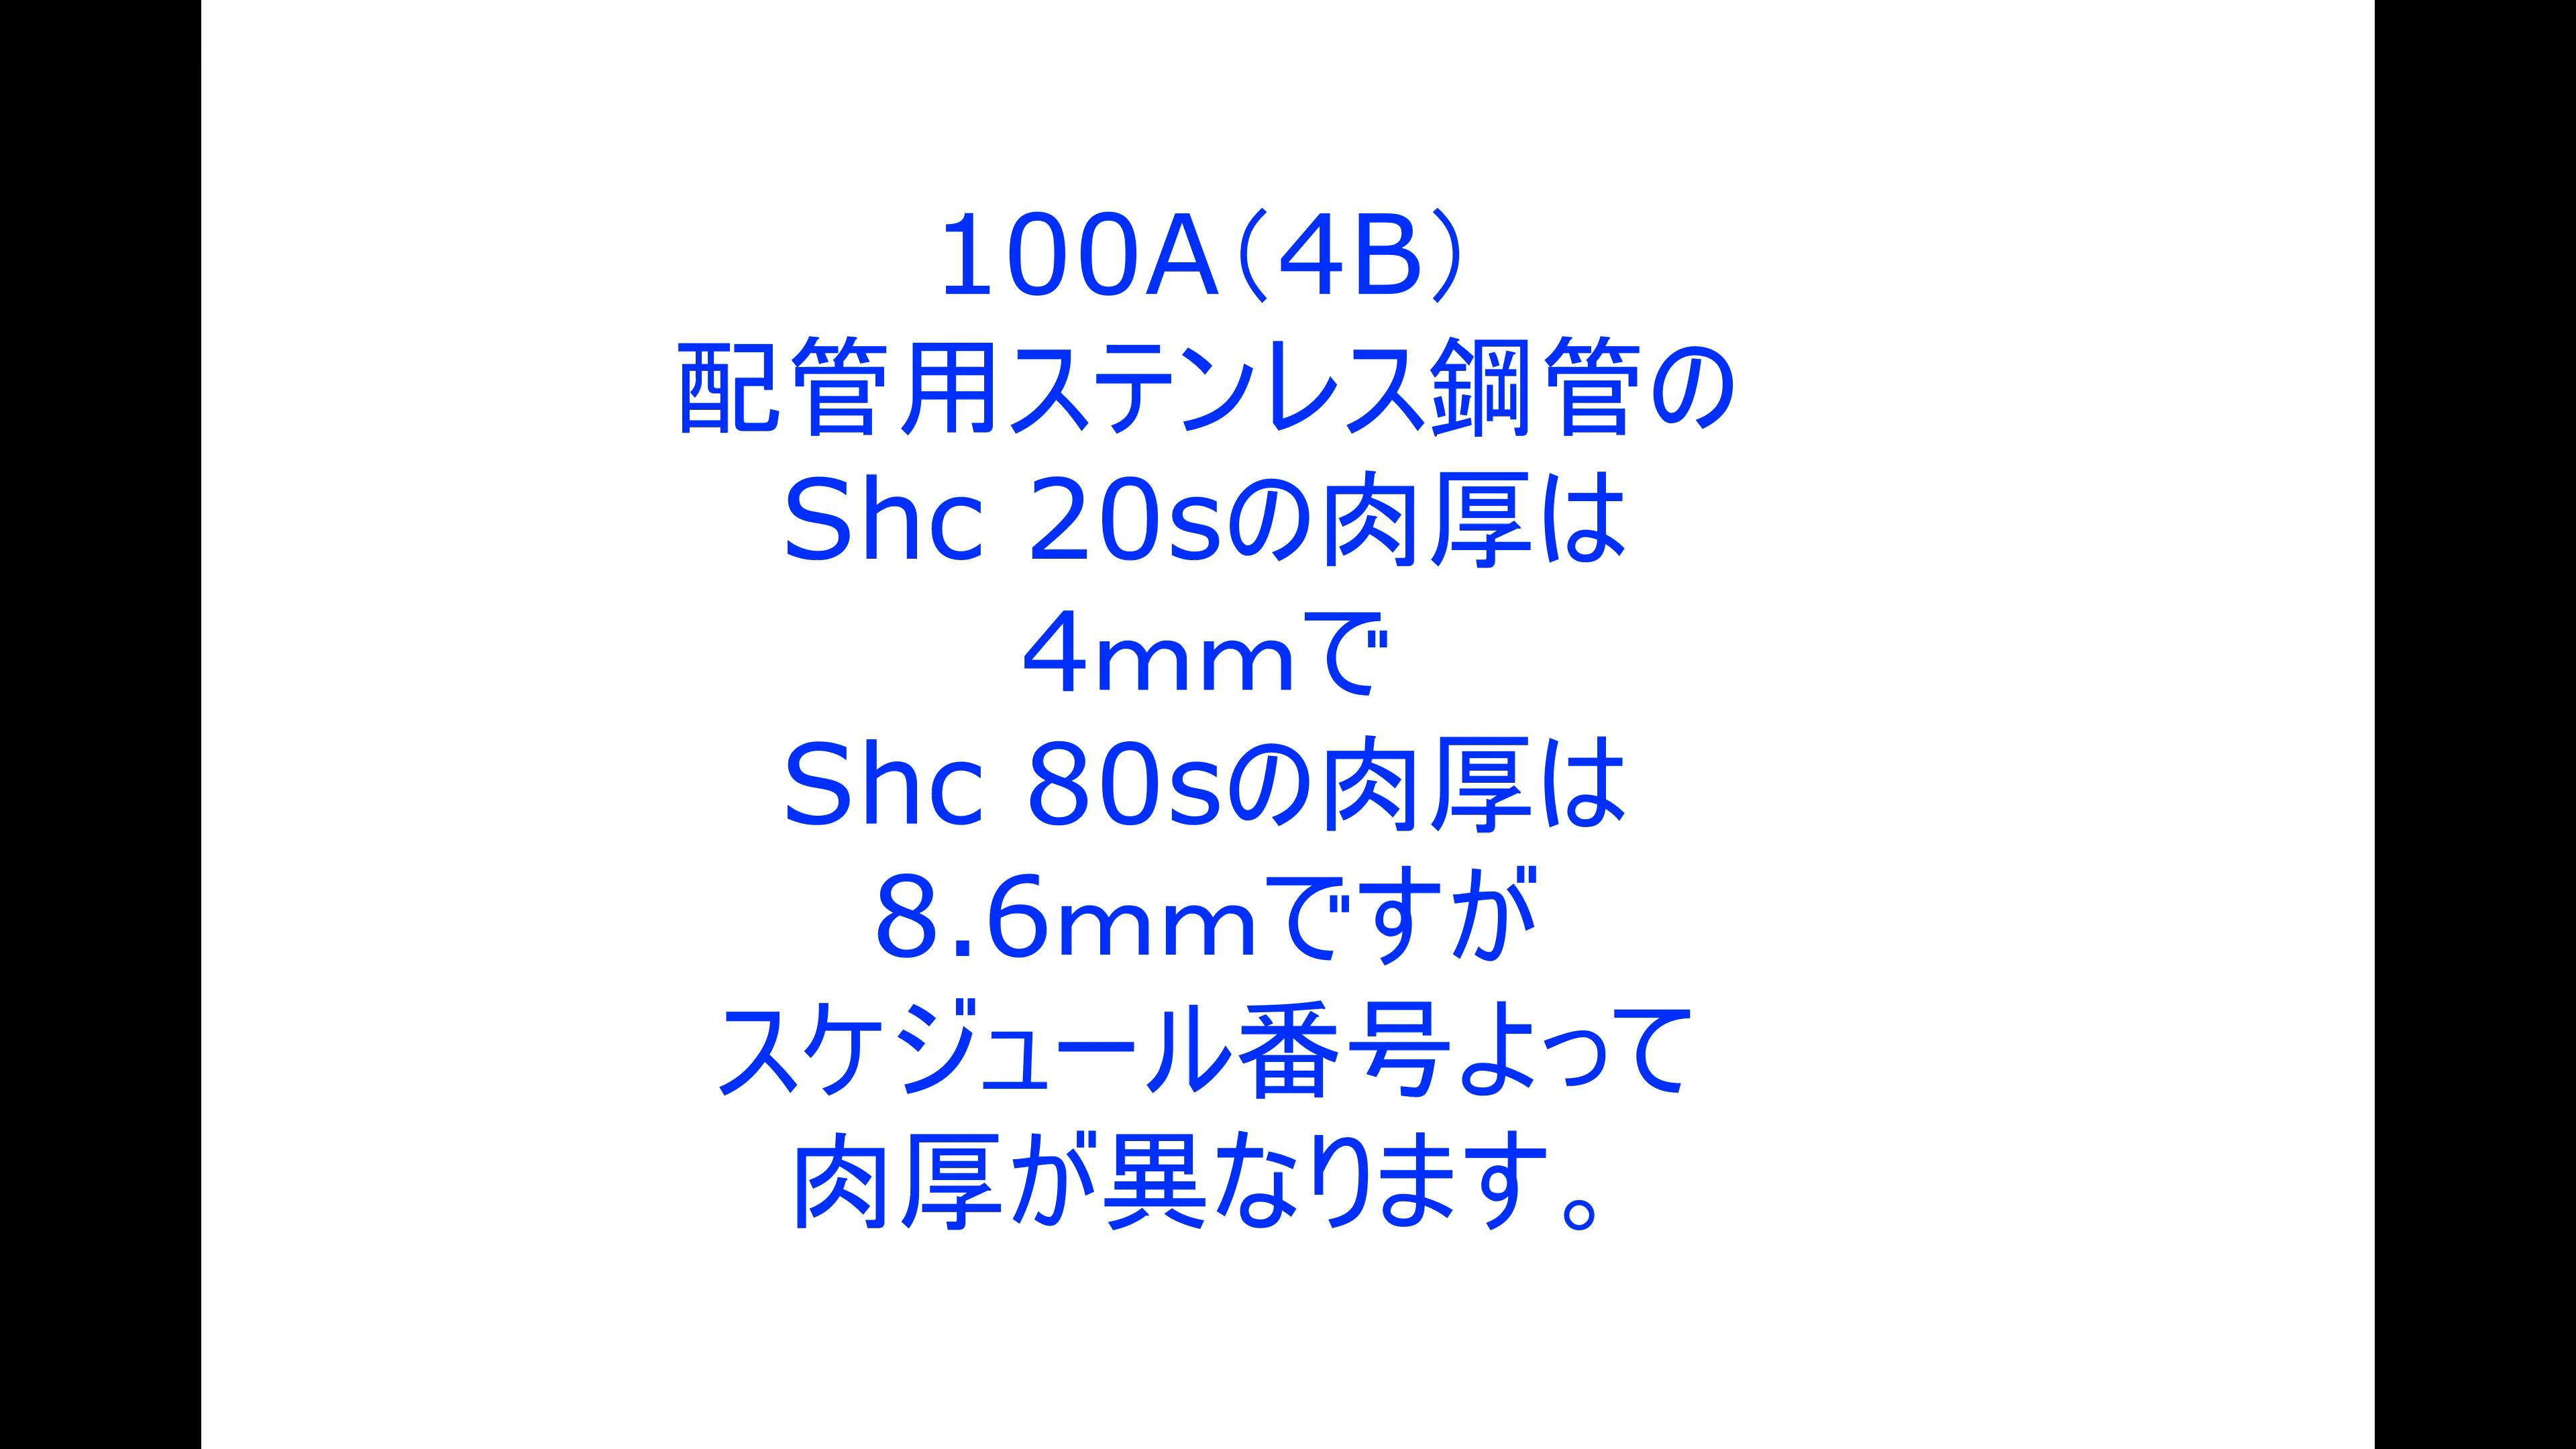 100A（4B）
配管用ステンレス鋼管の
Shc 20sの肉厚は
4mmで
Shc 80sの肉厚は
8.6mmですが
スケジュール番号よって
肉厚が異なります。